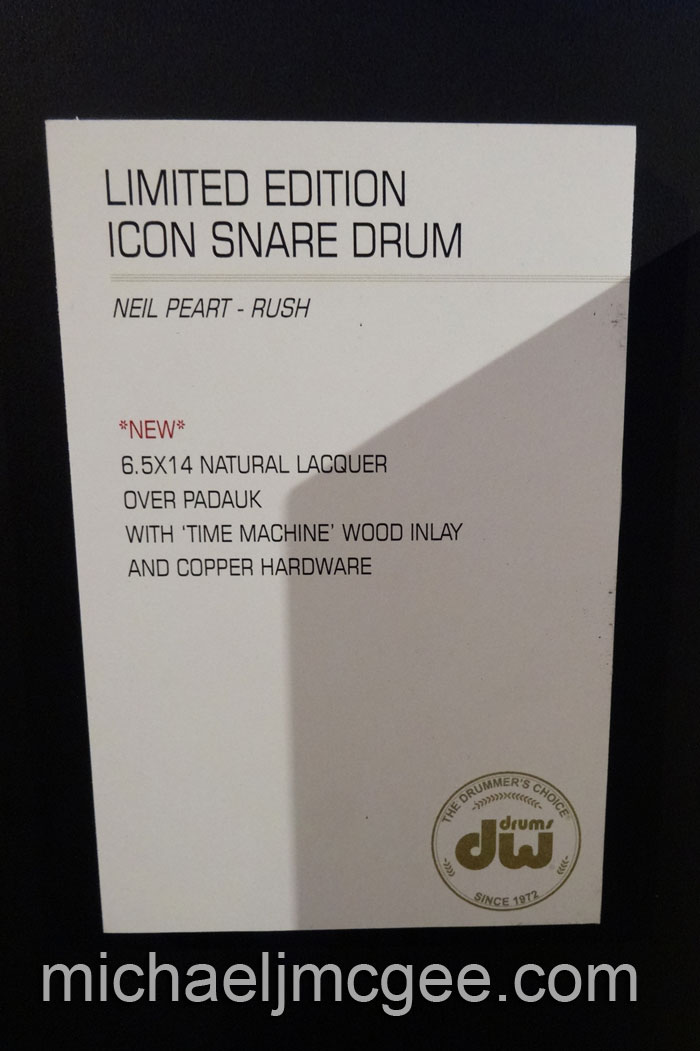 LIMITED EDITION
ICON SNARE DRUM
NEIL PEART - RUSH
*NEW*
6.5X14 NATURAL LACQUER
OVER PADAUK
WITH ‘TIME MACHINE’ WOOD INLAY
AND COPPER HARDWARE
THE DRUMMER'S CHOICE
drums
dw
SINCE 1972
michaeljmcgee.com